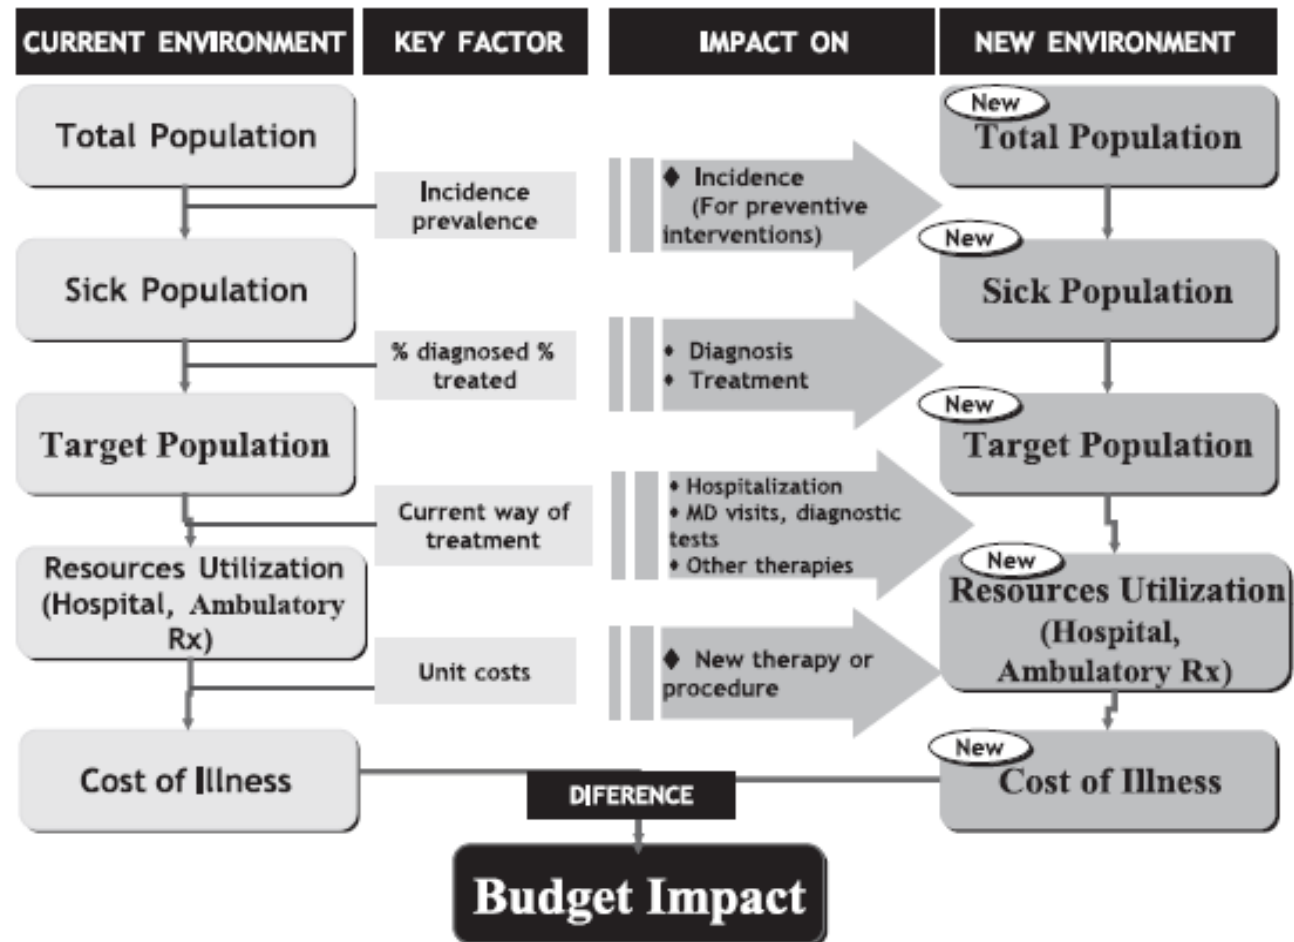 CURRENT ENVIRONMENT
KEY FACTOR
IMPACT ON
NEW ENVIRONMENT
Total Population
New
Total Population
Incidence
prevalence
♦ Incidence
(For preventive
interventions)
Sick Population
New
Sick Population
% diagnosed %
treated
• Diagnosis
• Treatment
Target Population
New
Target Population
Current way of
treatment
• Hospitalization
• MD visits, diagnostic
tests
• Other therapies
Resources Utilization
(Hospital, Ambulatory
Rx)
New
Resources Utilization
(Hospital,
Ambulatory Rx)
Unit costs
♦ New therapy or
procedure
Cost of Illness
New
Cost of Illness
DIFERENCE
Budget Impact